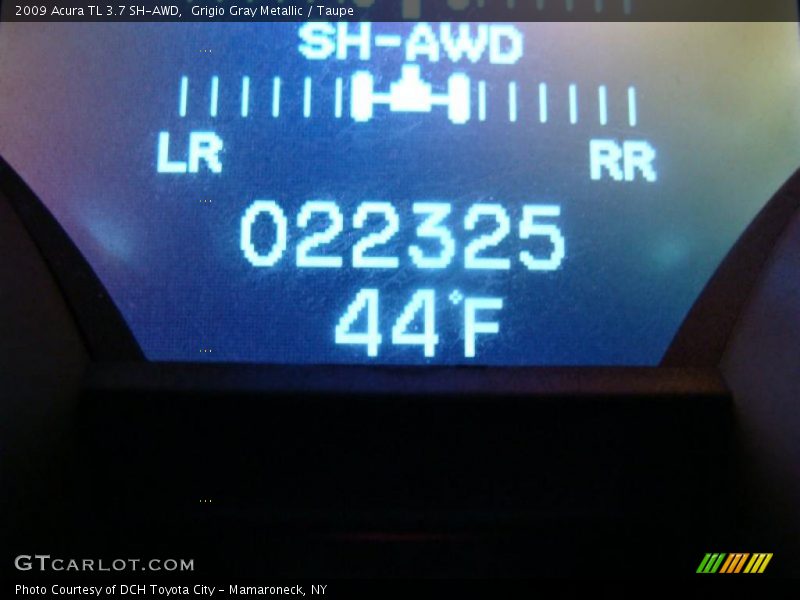 2009 Acura TL 3.7 SH-AWD,  Grigio Gray Metallic / Taupe
SH-AWD
LR RR
022325
44°F
GTCARLOT.COM
Photo Courtesy of DCH Toyota City - Mamaroneck, NY